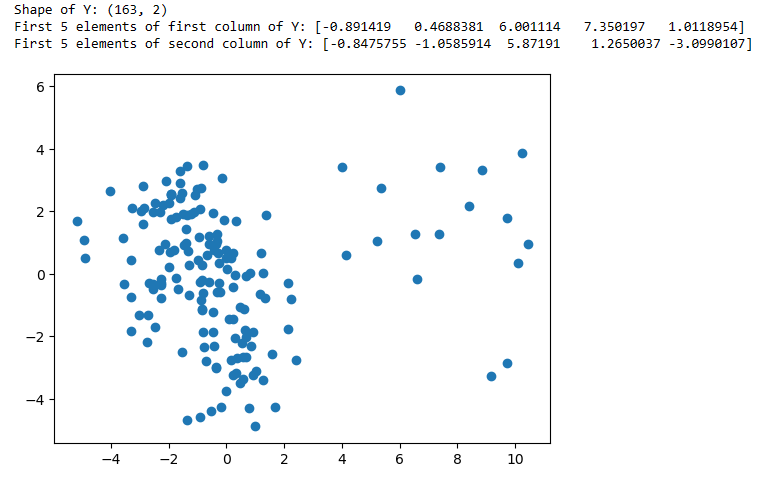 Shape of Y: (163, 2)
First 5 elements of first column of Y: [-0.891419   0.4688381  6.001114   7.350197   1.0118954]
First 5 elements of second column of Y: [-0.8475755 -1.0585914  5.87191    1.2650037 -3.0990107]
6
4
2
0
−2
−4
−4 −2 0 2 4 6 8 10